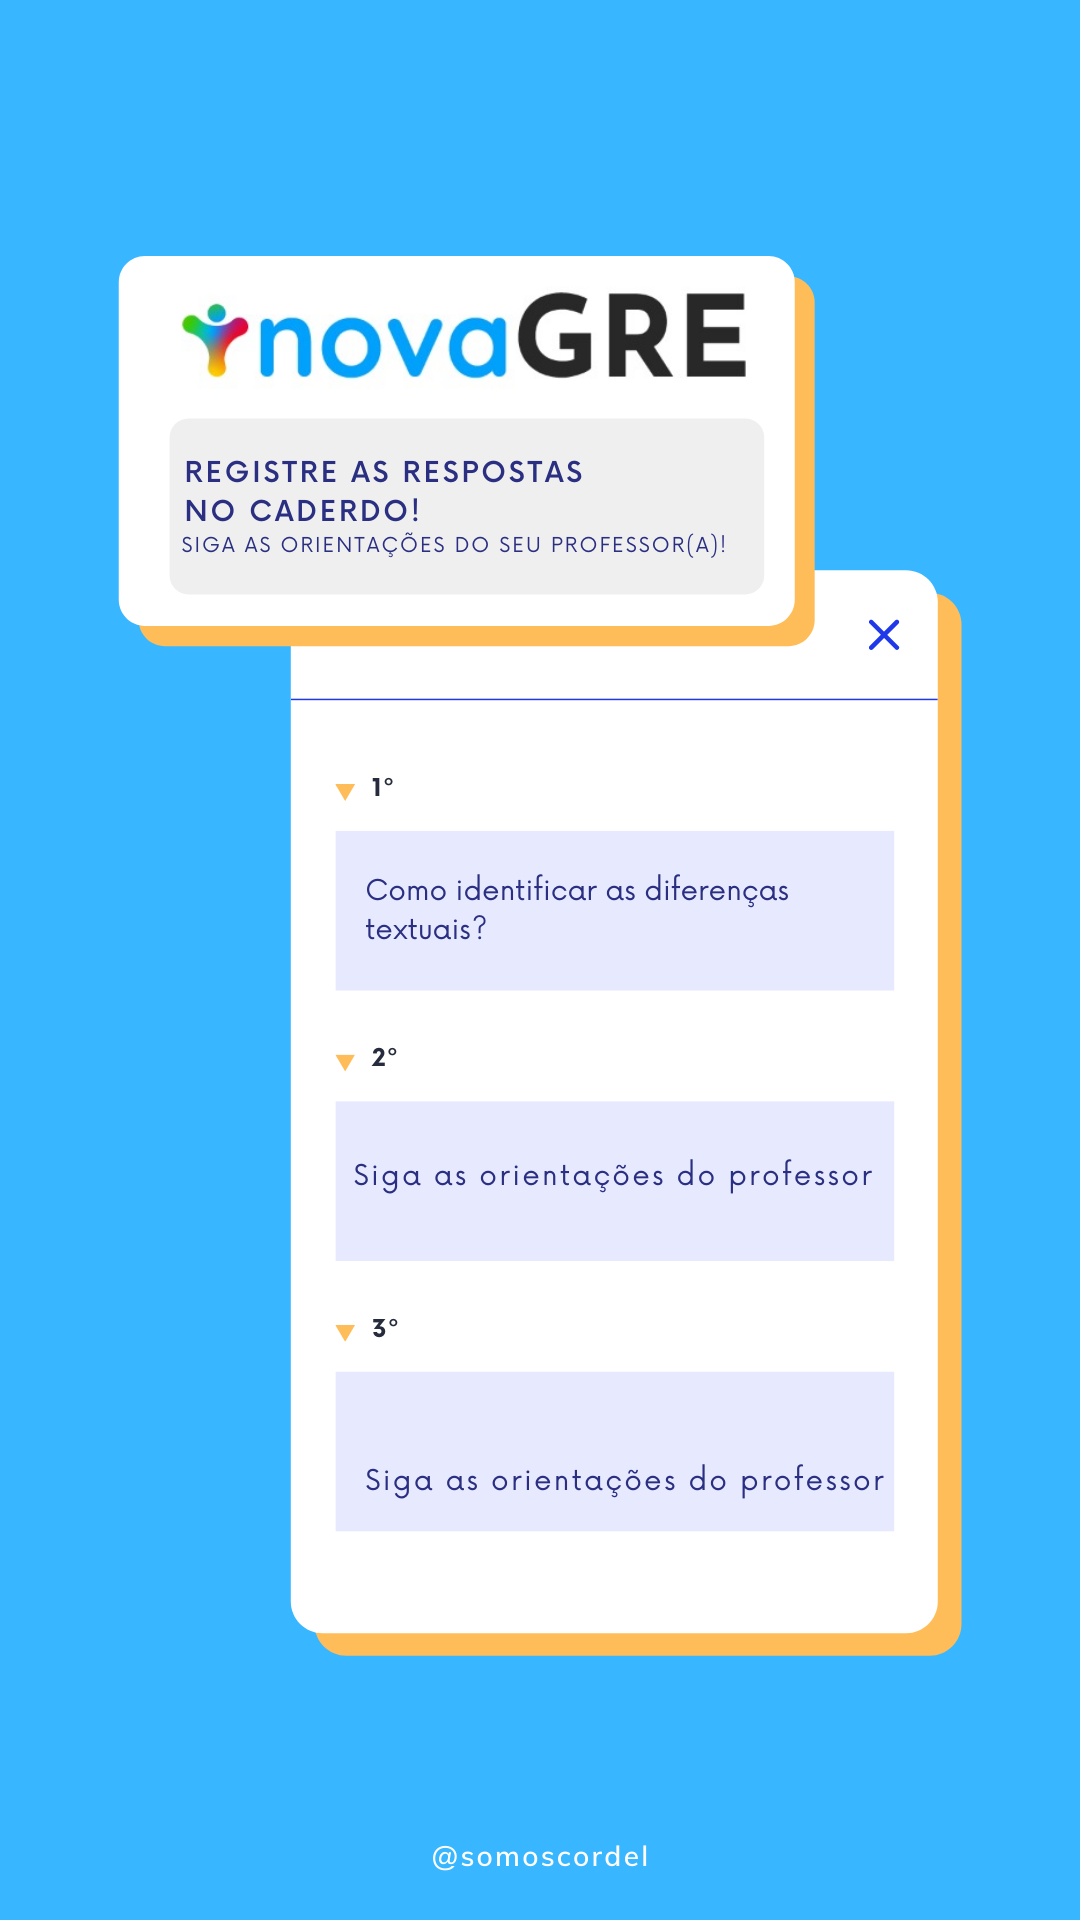 novaGRE
REGISTRE AS RESPOSTAS
NO CADERDO!
SIGA AS ORIENTAÇÕES DO SEU PROFESSOR(A)!
1°
Como identificar as diferenças
textuais?
2°
Siga as orientações do professor
3°
Siga as orientações do professor
@somoscordel